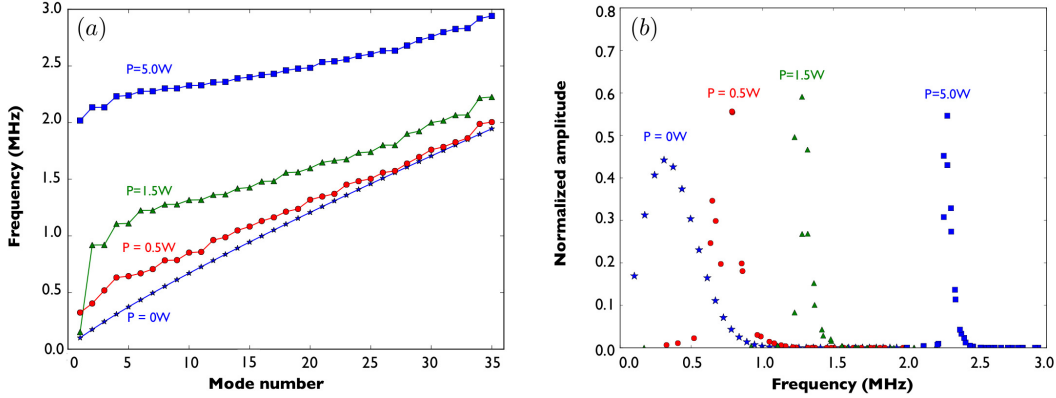 (a)
3.0
2.5
2.0
1.5
1.0
0.5
0.0
Frequency (MHz)
P=5.0W
P=1.5W
P = 0.5W
P = 0W
0 5 10 15 20 25 30 35
Mode number
(b)
0.8
0.7
0.6
0.5
0.4
0.3
0.2
0.1
0.0
Normalized amplitude
P = 0W
P = 0.5W
P=1.5W
P=5.0W
0.0 0.5 1.0 1.5 2.0 2.5 3.0
Frequency (MHz)